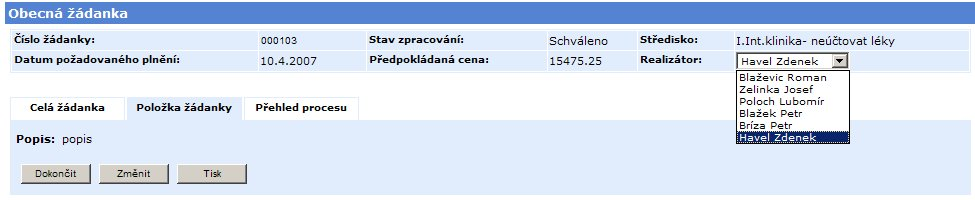 Obecná žádanka
Číslo žádanky: 000103 Stav zpracování: Schváleno Středisko: I.Int.klinika- neúčtovat léky
Datum požadovaného plnění: 10.4.2007 Předpokládaná cena: 15475.25 Realizátor: Havel Zdenek
Blaževic Roman
Zelinka Josef
Poloch Lubomír
Blažek Petr
Bríza Petr
Havel Zdenek
Celá žádanka Položka žádanky Přehled procesu
Popis: popis
Dokončit Změnit Tisk